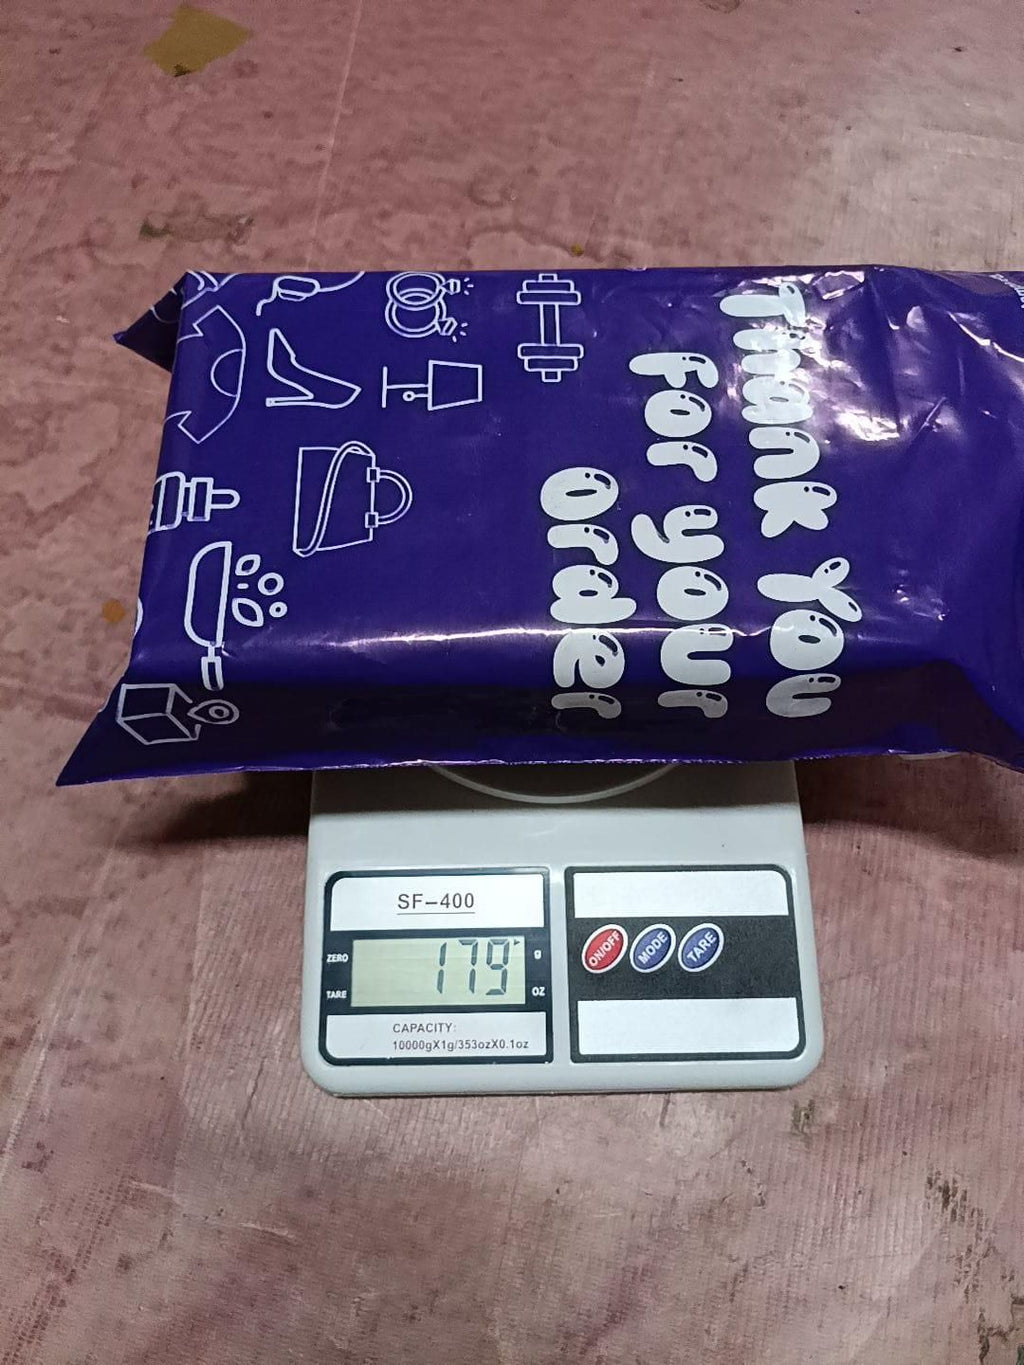 Thank You
For your
Order
SF-400
ZERO
179
g
TARE
OZ
CAPACITY:
10000gX1g/353ozX0.1oz
ON/OFF
MODE
TARE